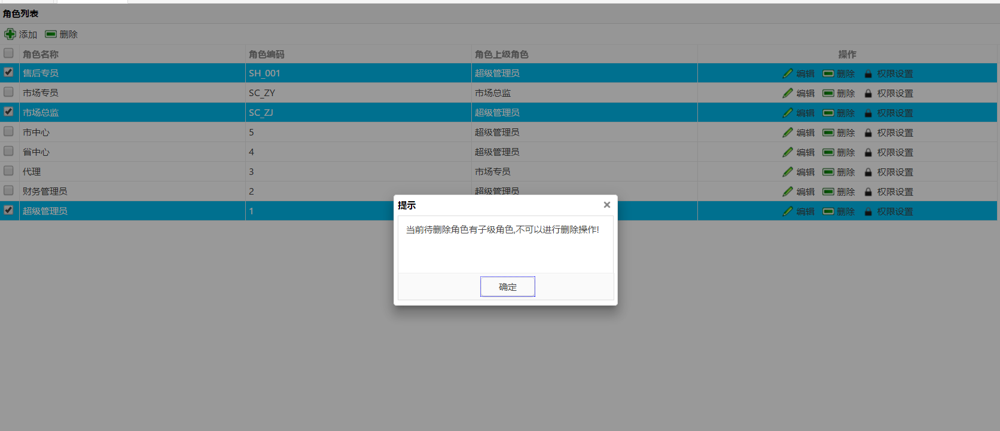 角色列表
添加 删除
角色名称 角色编码 角色上级角色 操作
售后专员 SH_001 超级管理员 编辑 删除 权限设置
市场专员 SC_ZY 市场总监 编辑 删除 权限设置
市场总监 SC_ZJ 超级管理员 编辑 删除 权限设置
市中心 5 超级管理员 编辑 删除 权限设置
省中心 4 超级管理员 编辑 删除 权限设置
代理 3 市场专员 编辑 删除 权限设置
财务管理员 2 超级管理员 编辑 删除 权限设置
超级管理员 1 编辑 删除 权限设置
提示
当前待删除角色有子级角色,不可以进行删除操作!
确定